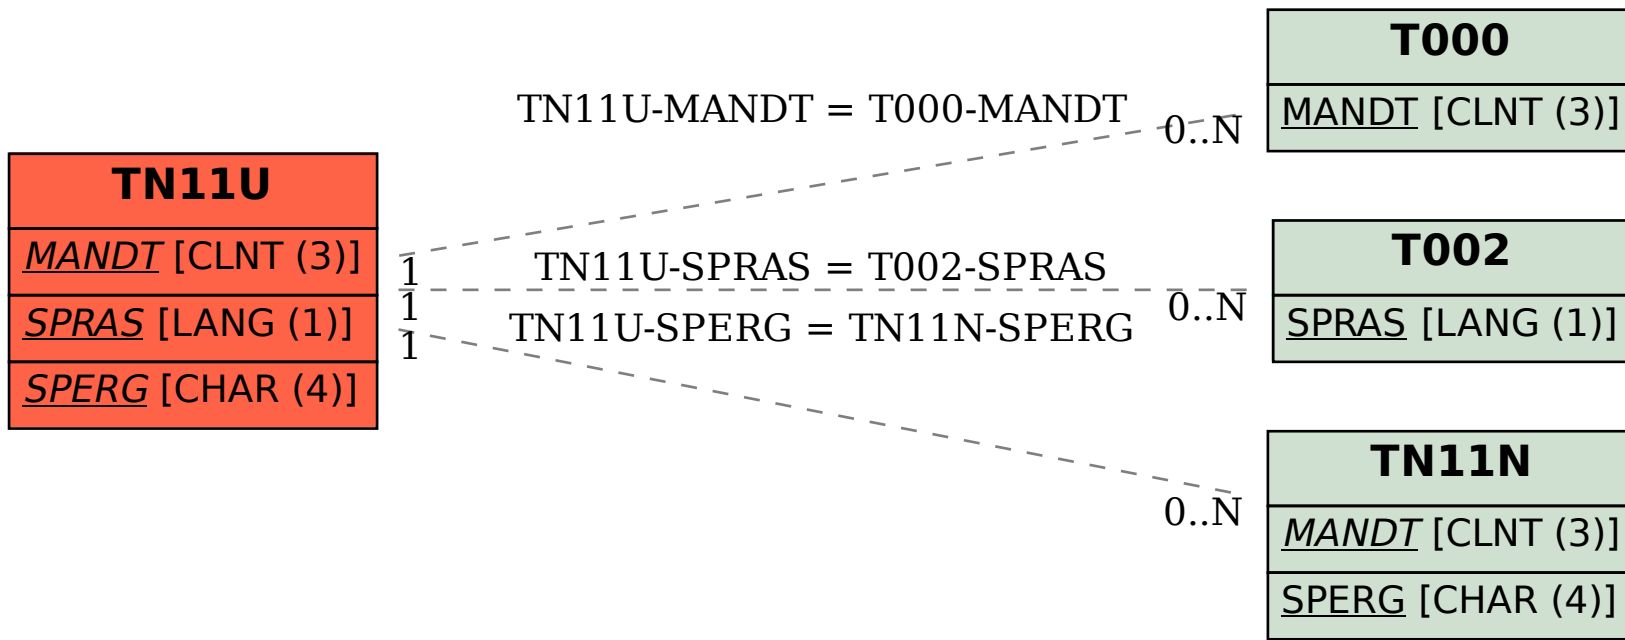 TN11U
MANDT [CLNT (3)]
SPRAS [LANG (1)]
SPERG [CHAR (4)]
TN11U-MANDT = T000-MANDT
0..N
1
TN11U-SPRAS = T002-SPRAS
1
0..N
TN11U-SPERG = TN11N-SPERG
1
0..N
T000
MANDT [CLNT (3)]
T002
SPRAS [LANG (1)]
TN11N
MANDT [CLNT (3)]
SPERG [CHAR (4)]